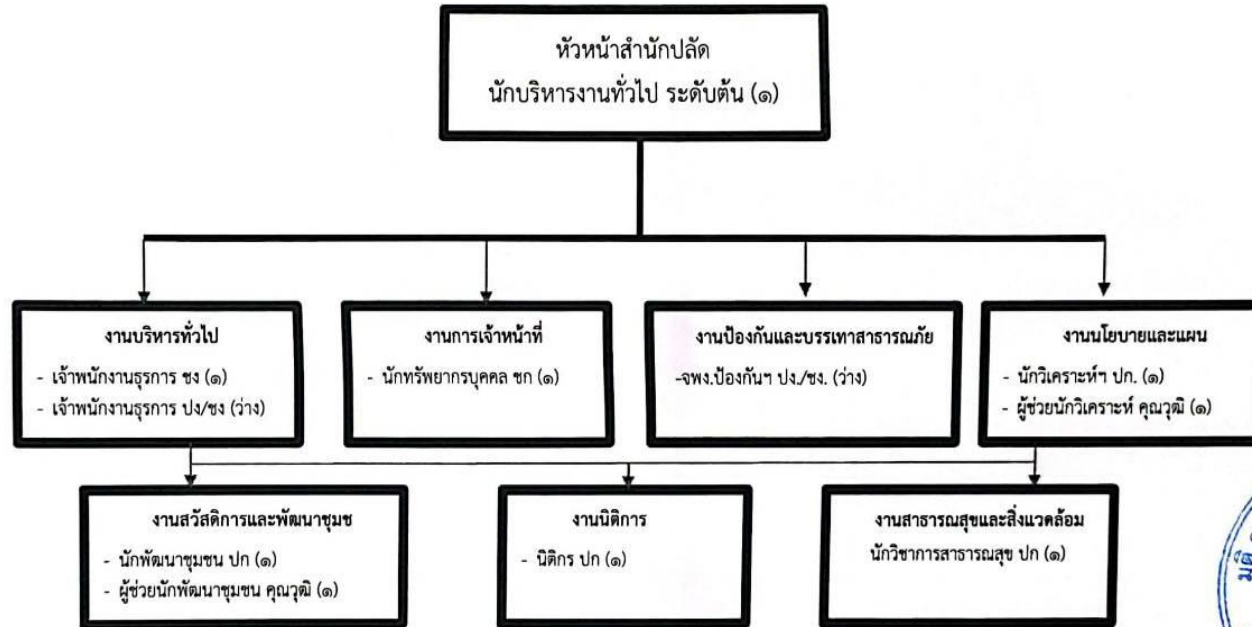 หัวหน้าสำนักปลัด
นักบริหารงานทั่วไป ระดับต้น (๑)
งานบริหารทั่วไป
- เจ้าพนักงานธุรการ ชง (๑)
- เจ้าพนักงานธุรการ ปง/ชง (ว่าง)
งานการเจ้าหน้าที่
- นักทรัพยากรบุคคล ชก (๑)
งานป้องกันและบรรเทาสาธารณภัย
-จพง.ป้องกันฯ ปง./ชง. (ว่าง)
งานนโยบายและแผน
- นักวิเคราะห์ฯ ปก. (๑)
- ผู้ช่วยนักวิเคราะห์ คุณวุฒิ (๑)
งานสวัสดิการและพัฒนาชุมช
- นักพัฒนาชุมชน ปก (๑)
- ผู้ช่วยนักพัฒนาชุมชน คุณวุฒิ (๑)
งานนิติการ
- นิติกร ปก (๑)
งานสาธารณสุขและสิ่งแวดล้อม
นักวิชาการสาธารณสุข ปก (๑)
มติ